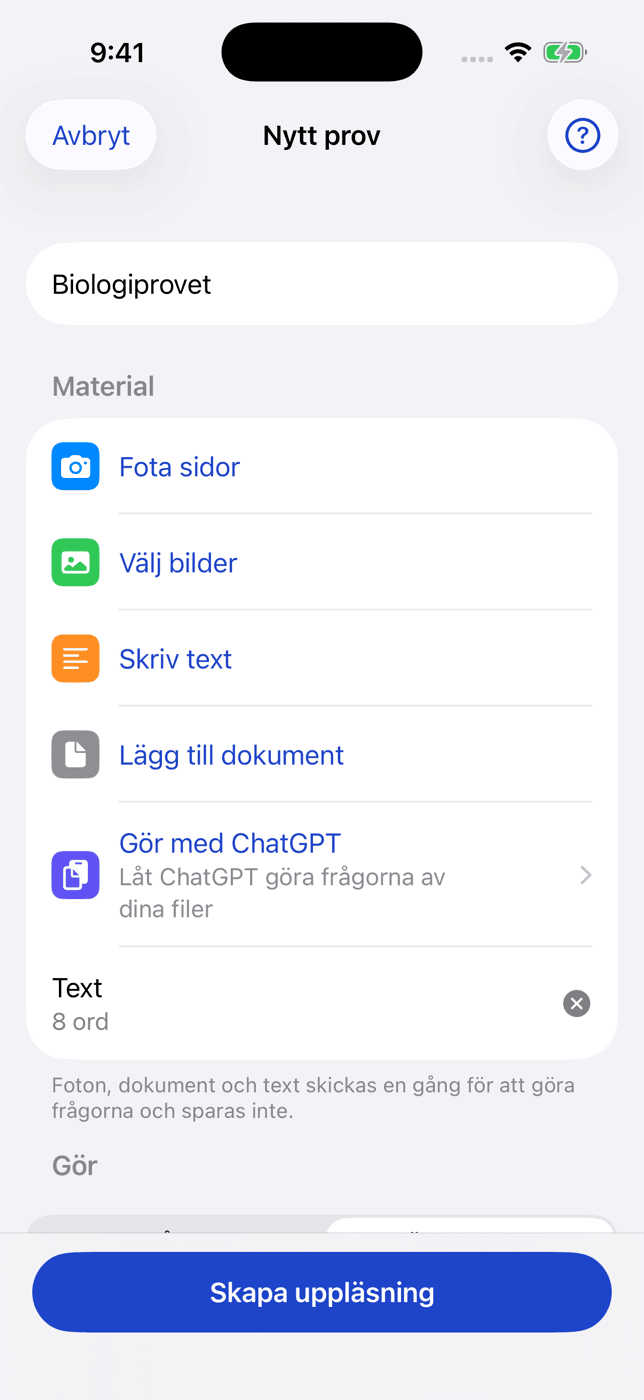 9:41
Avbryt
Nytt prov
?
Biologiprovet
Material
Fota sidor
Välj bilder
Skriv text
Lägg till dokument
Gör med ChatGPT
Låt ChatGPT göra frågorna av
dina filer
Text
8 ord
Foton, dokument och text skickas en gång för att göra
frågorna och sparas inte.
Gör
Skapa uppläsning